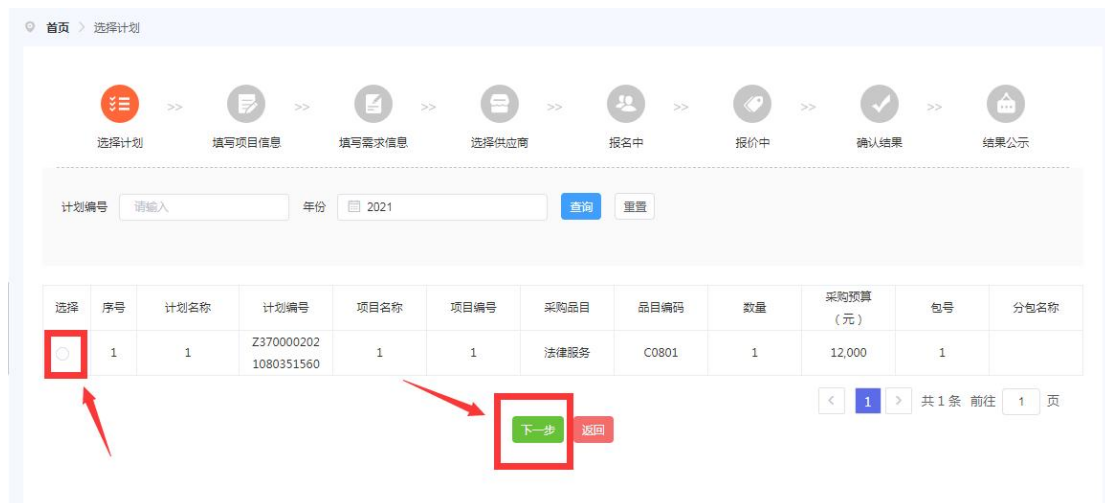 首页 > 选择计划
>> >> >> >> >> >> >>
选择计划 填写项目信息 填写需求信息 选择供应商 报名中 报价中 确认结果 结果公示
计划编号 请输入 年份 2021 查询 重置
选择 序号 计划名称 计划编号 项目名称 项目编号 采购品目 品目编码 数量 采购预算 包号 分包名称
（元）
1 1 Z370000202 1 1 法律服务 C0801 1 12,000 1
1080351560
< 1 > 共 1 条 前往 1 页
下一步 返回